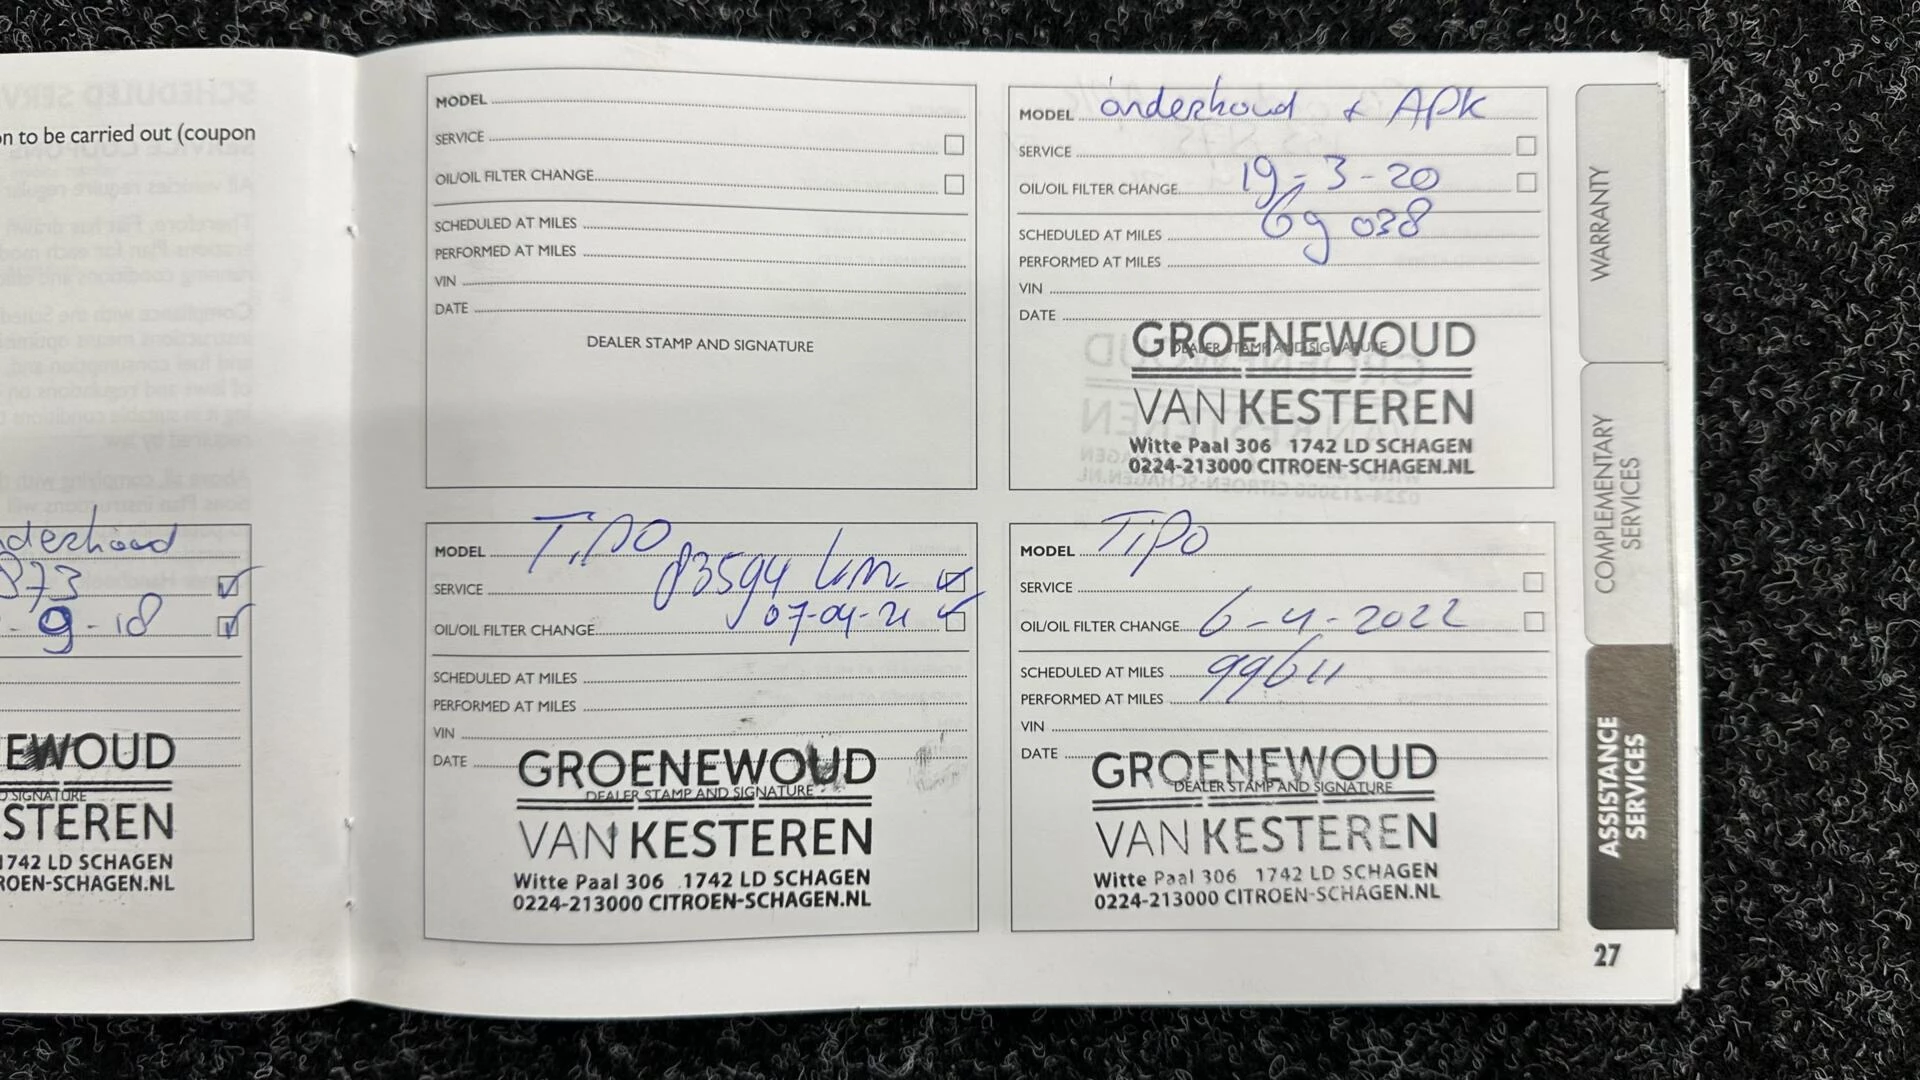 on to be carried out (coupon
nderhoud
873
- 9 - 18
EWOUD
D SIGNATURE
STEREN
1742 LD SCHAGEN
ROEN-SCHAGEN.NL
MODEL
SERVICE
OIL/OIL FILTER CHANGE
SCHEDULED AT MILES
PERFORMED AT MILES
VIN
DATE
DEALER STAMP AND SIGNATURE
MODEL onderhoud + APK
SERVICE
OIL/OIL FILTER CHANGE 19-3-20
SCHEDULED AT MILES 69 038
PERFORMED AT MILES
VIN
DATE
GROENEWOUD
DEALER STAMP AND SIGNATURE
VAN KESTEREN
Witte Paal 306 1742 LD SCHAGEN
0224-213000 CITROEN-SCHAGEN.NL
MODEL Tipo
SERVICE 83594 km
OIL/OIL FILTER CHANGE 07-04-21
SCHEDULED AT MILES
PERFORMED AT MILES
VIN
DATE
GROENEWOUD
DEALER STAMP AND SIGNATURE
VAN KESTEREN
Witte Paal 306 1742 LD SCHAGEN
0224-213000 CITROEN-SCHAGEN.NL
MODEL Tipo
SERVICE
OIL/OIL FILTER CHANGE 6-4-2022
SCHEDULED AT MILES 99611
PERFORMED AT MILES
VIN
DATE
GROENEWOUD
DEALER STAMP AND SIGNATURE
VAN KESTEREN
Witte Paal 306 1742 LD SCHAGEN
0224-213000 CITROEN-SCHAGEN.NL
WARRANTY
COMPLEMENTARY
SERVICES
ASSISTANCE
SERVICES
27